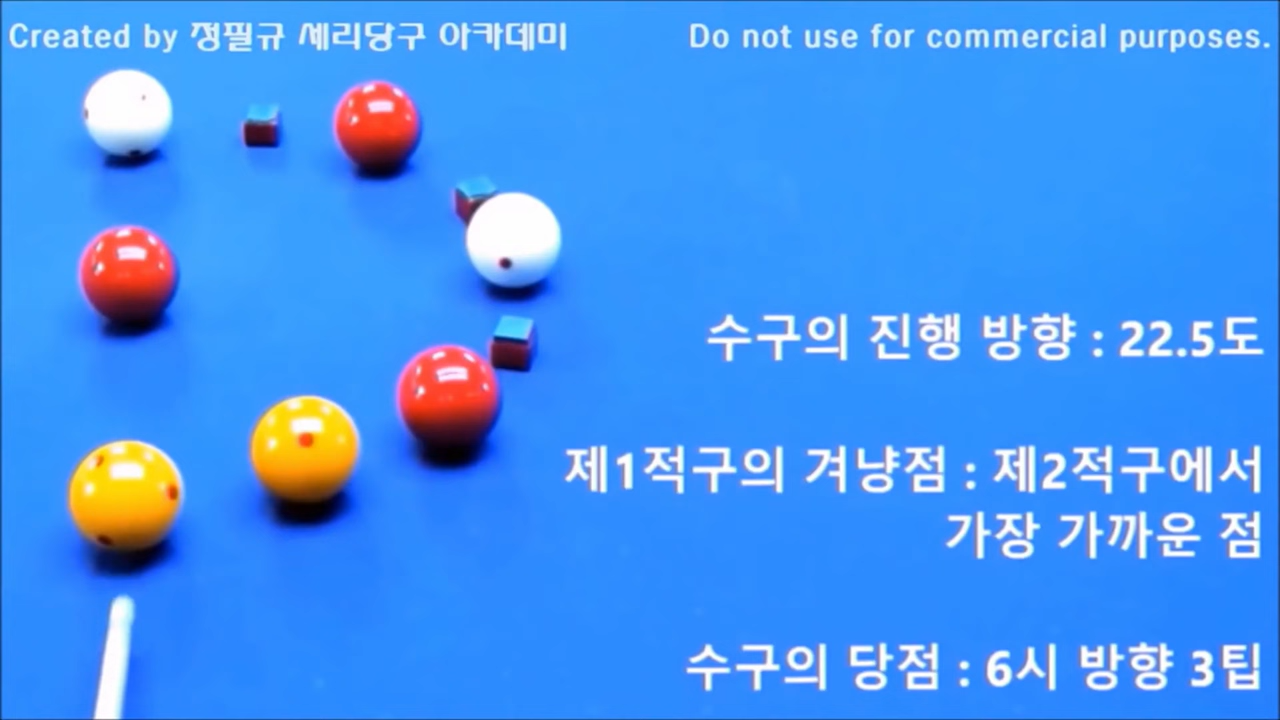 Created by 정필규 세리당구 아카데미
Do not use for commercial purposes.
수구의 진행 방향 : 22.5도
제1적구의 겨냥점 : 제2적구에서
가장 가까운 점
수구의 당점 : 6시 방향 3팁